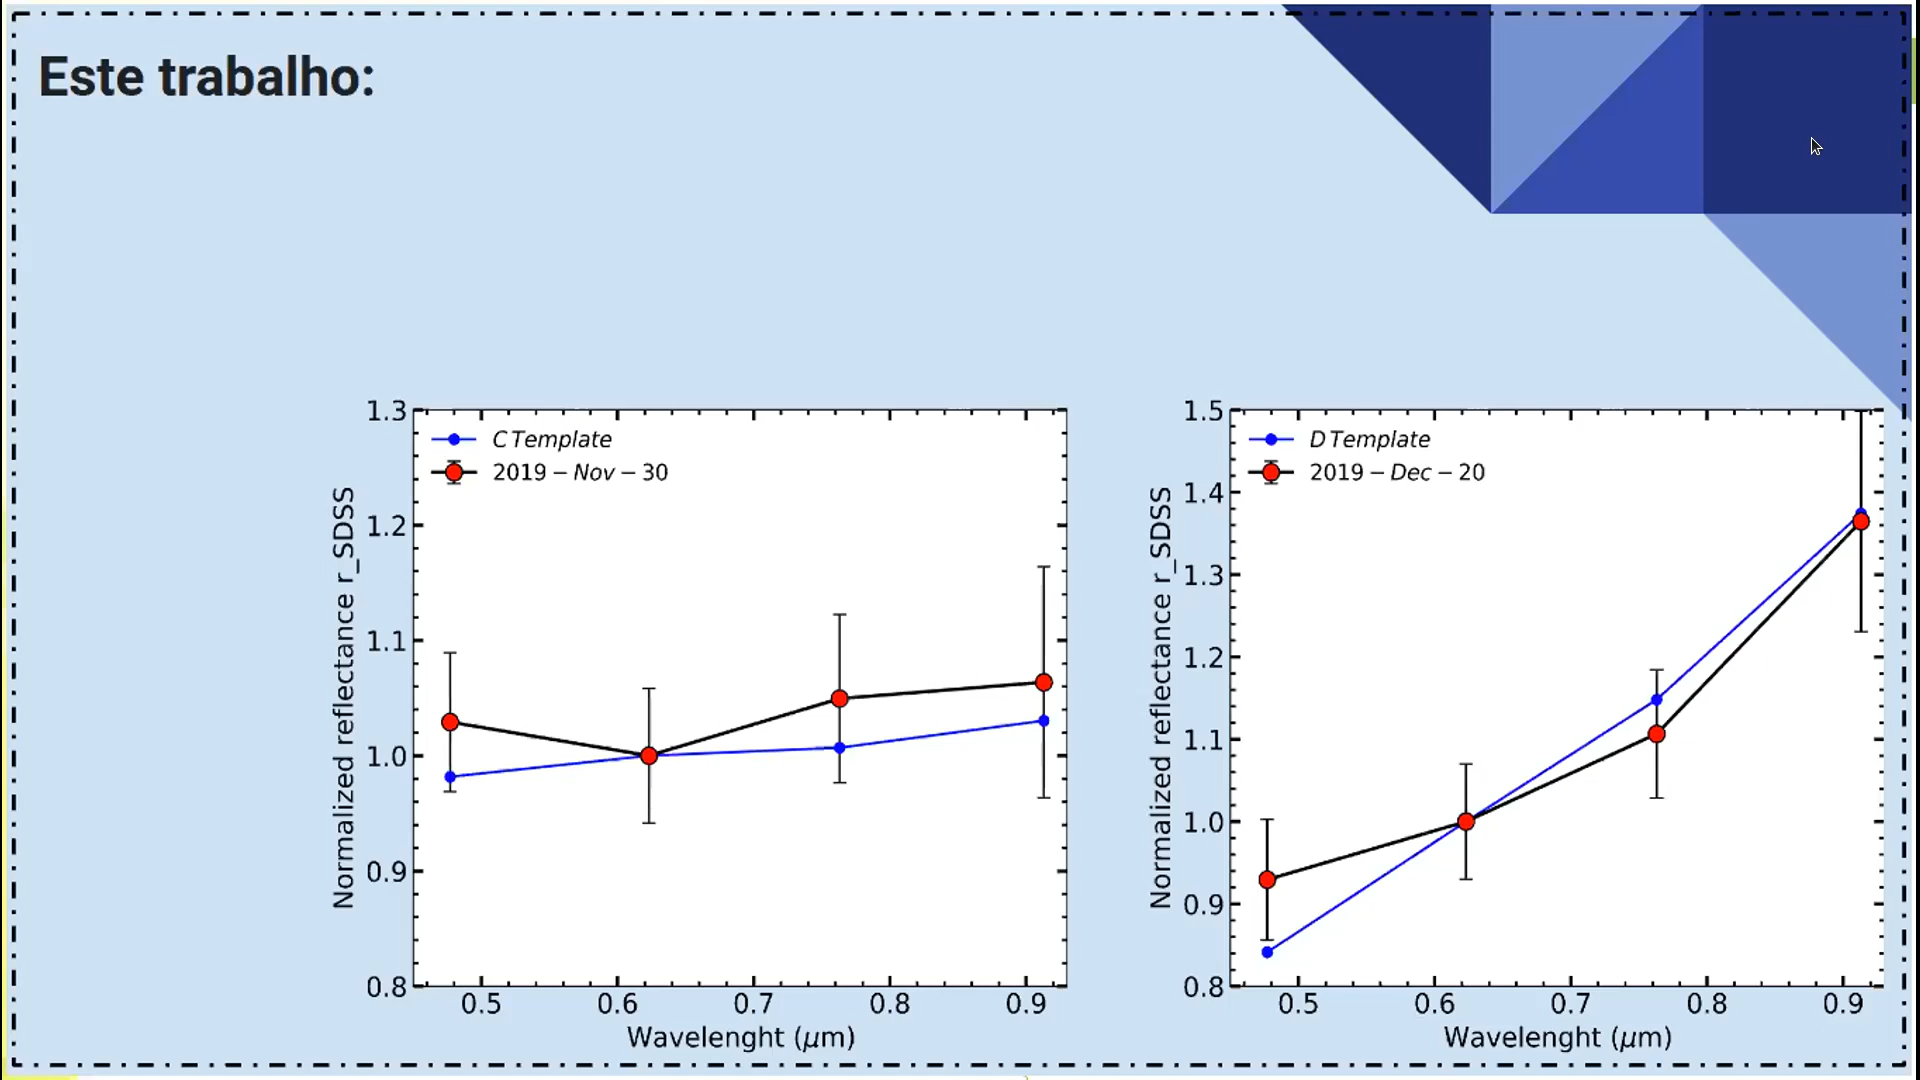 Este trabalho:
1.3
1.2
1.1
1.0
0.9
0.8
C Template
2019 – Nov – 30
Normalized reflectance r_SDSS
0.5 0.6 0.7 0.8 0.9
Wavelenght (μm)
1.5
1.4
1.3
1.2
1.1
1.0
0.9
0.8
D Template
2019 – Dec – 20
Normalized reflectance r_SDSS
0.5 0.6 0.7 0.8 0.9
Wavelenght (μm)